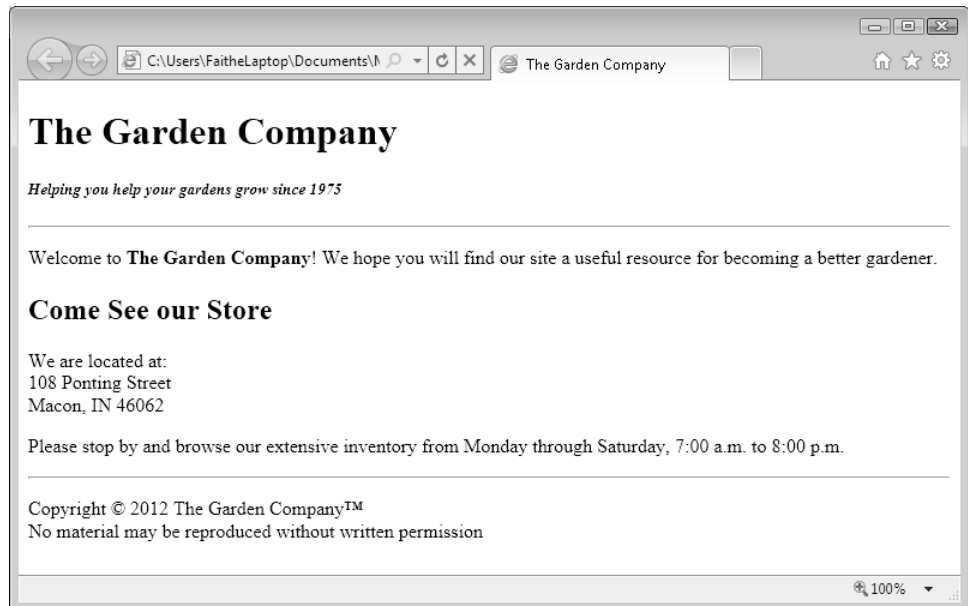 C:\Users\FaitheLaptop\Documents\
The Garden Company
The Garden Company
Helping you help your gardens grow since 1975
Welcome to The Garden Company! We hope you will find our site a useful resource for becoming a better gardener.
Come See our Store
We are located at:
108 Ponting Street
Macon, IN 46062
Please stop by and browse our extensive inventory from Monday through Saturday, 7:00 a.m. to 8:00 p.m.
Copyright © 2012 The Garden Company™
No material may be reproduced without written permission
100%